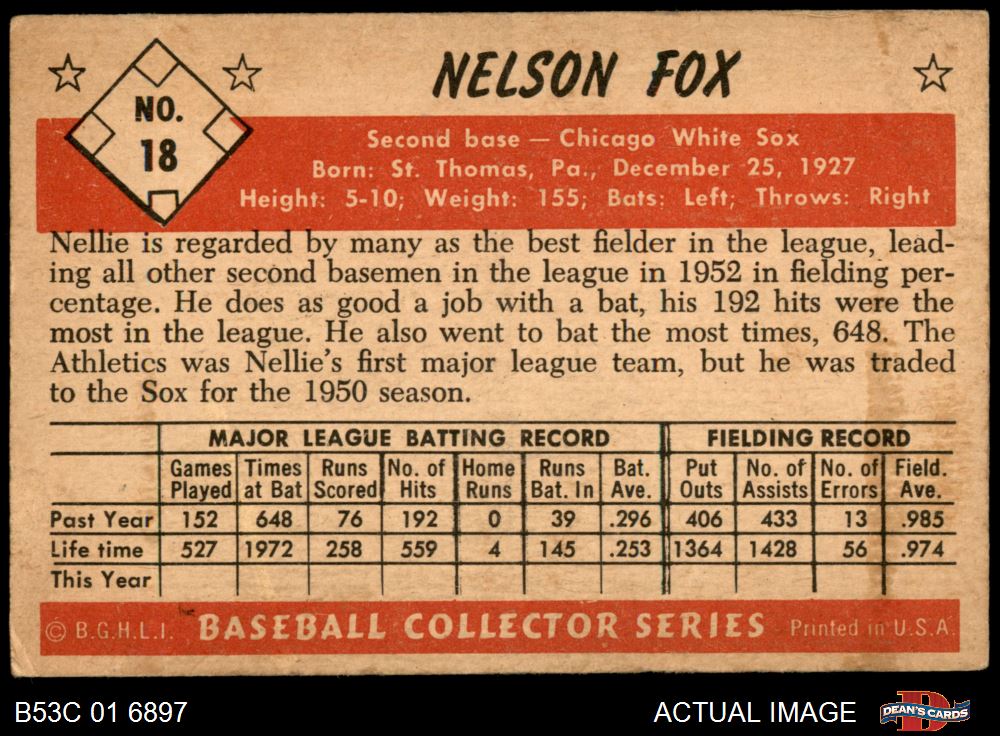 NELSON FOX
NO.
18
Second base — Chicago White Sox
Born: St. Thomas, Pa., December 25, 1927
Height: 5-10; Weight: 155; Bats: Left; Throws: Right
Nellie is regarded by many as the best fielder in the league, lead-
ing all other second basemen in the league in 1952 in fielding per-
centage. He does as good a job with a bat, his 192 hits were the
most in the league. He also went to bat the most times, 648. The
Athletics was Nellie's first major league team, but he was traded
to the Sox for the 1950 season.
MAJOR LEAGUE BATTING RECORD FIELDING RECORD
Games Times Runs No. of Home Runs Bat. Put No. of No. of Field.
Played at Bat Scored Hits Runs Bat. In Ave. Outs Assists Errors Ave.
Past Year 152 648 76 192 0 39 .296 406 433 13 .985
Life time 527 1972 258 559 4 145 .253 1364 1428 56 .974
This Year
© B.G.H.L.I. BASEBALL COLLECTOR SERIES Printed in U.S.A.
B53C 01 6897 ACTUAL IMAGE D DEAN'S CARDS